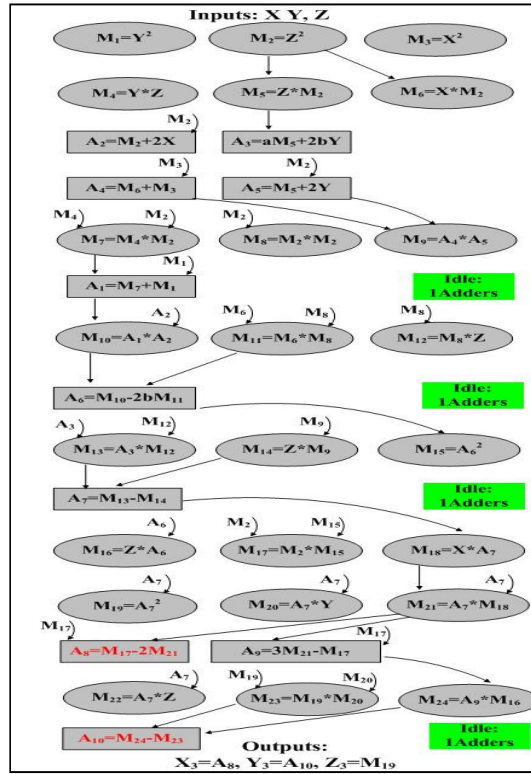 Inputs: X Y, Z
M₁=Y² M₂=Z² M₃=X²
M₄=Y*Z M₅=Z*M₂ M₆=X*M₂
M₂
A₂=M₂+2X A₃=aM₅+2bY
M₃ M₂
A₄=M₆+M₃ A₅=M₅+2Y
M₄ M₂ M₂
M₇=M₄*M₂ M₈=M₂*M₂ M₉=A₄*A₅
M₁
A₁=M₇+M₁ Idle:
1Adders
A₂ M₆ M₈ M₈
M₁₀=A₁*A₂ M₁₁=M₆*M₈ M₁₂=M₈*Z
A₆=M₁₀-2bM₁₁ Idle:
1Adders
A₃ M₁₂ M₉
M₁₃=A₃*M₁₂ M₁₄=Z*M₉ M₁₅=A₆²
A₇=M₁₃-M₁₄ Idle:
1Adders
A₆ M₂ M₁₅
M₁₆=Z*A₆ M₁₇=M₂*M₁₅ M₁₈=X*A₇
A₇ A₇ A₇
M₁₉=A₇² M₂₀=A₇*Y M₂₁=A₇*M₁₈
M₁₇ M₁₇
A₈=M₁₇-2M₂₁ A₉=3M₂₁-M₁₇
A₇ M₁₉ M₂₀
M₂₂=A₇*Z M₂₃=M₁₉*M₂₀ M₂₄=A₉*M₁₆
A₁₀=M₂₄-M₂₃ Idle:
1Adders
Outputs:
X₃=A₈, Y₃=A₁₀, Z₃=M₁₉